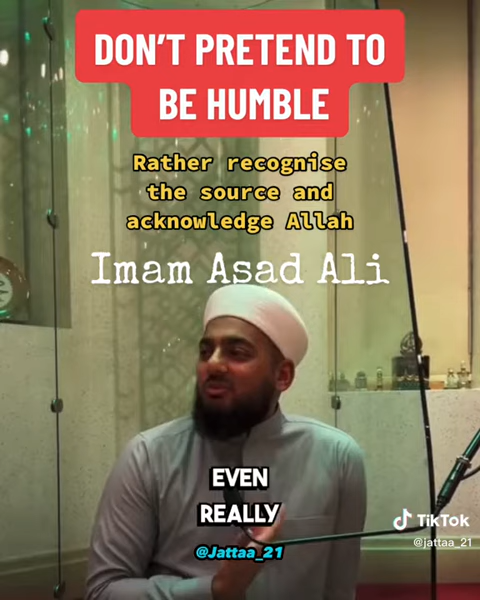 DON'T PRETEND TO
BE HUMBLE
Rather recognise
the source and
acknowledge Allah
Imam Asad Ali
EVEN
REALLY
@Jattaa_21
TikTok
@jattaa_21